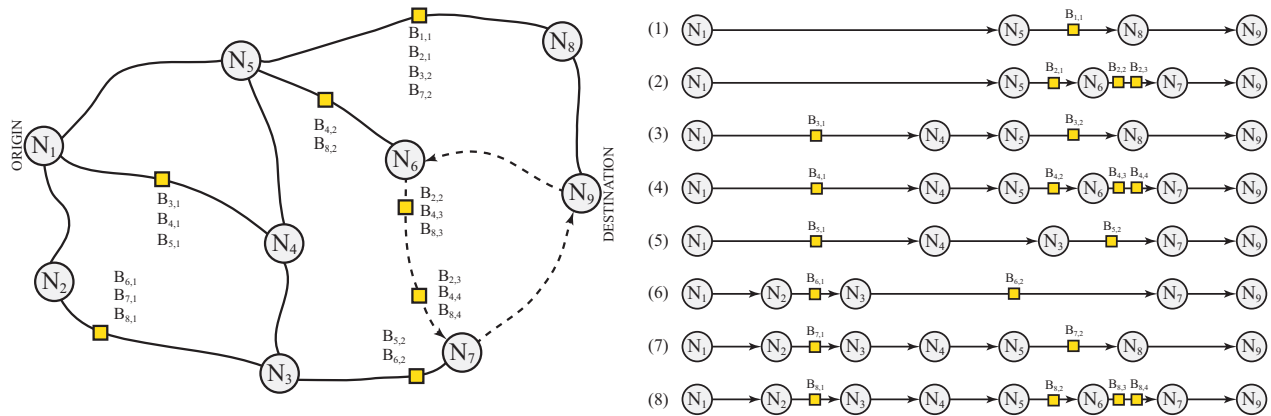 N5
B1,1
B2,1
B3,2
B7,2
N8
B4,2
B8,2
ORIGIN
N1
N6
B3,1
B4,1
B5,1
B2,2
B4,3
B8,3
N9
DESTINATION
N4
N2
B6,1
B7,1
B8,1
B2,3
B4,4
B8,4
B5,2
B6,2
N7
N3
B1,1
(1) N1 N5 N8 N9
B2,1 B2,2 B2,3
(2) N1 N5 N6 N7 N9
B3,1 B3,2
(3) N1 N4 N5 N8 N9
B4,1 B4,2 B4,3 B4,4
(4) N1 N4 N5 N6 N7 N9
B5,1 B5,2
(5) N1 N4 N3 N7 N9
B6,1 B6,2
(6) N1 N2 N3 N7 N9
B7,1 B7,2
(7) N1 N2 N3 N4 N5 N8 N9
B8,1 B8,2 B8,3 B8,4
(8) N1 N2 N3 N4 N5 N6 N7 N9